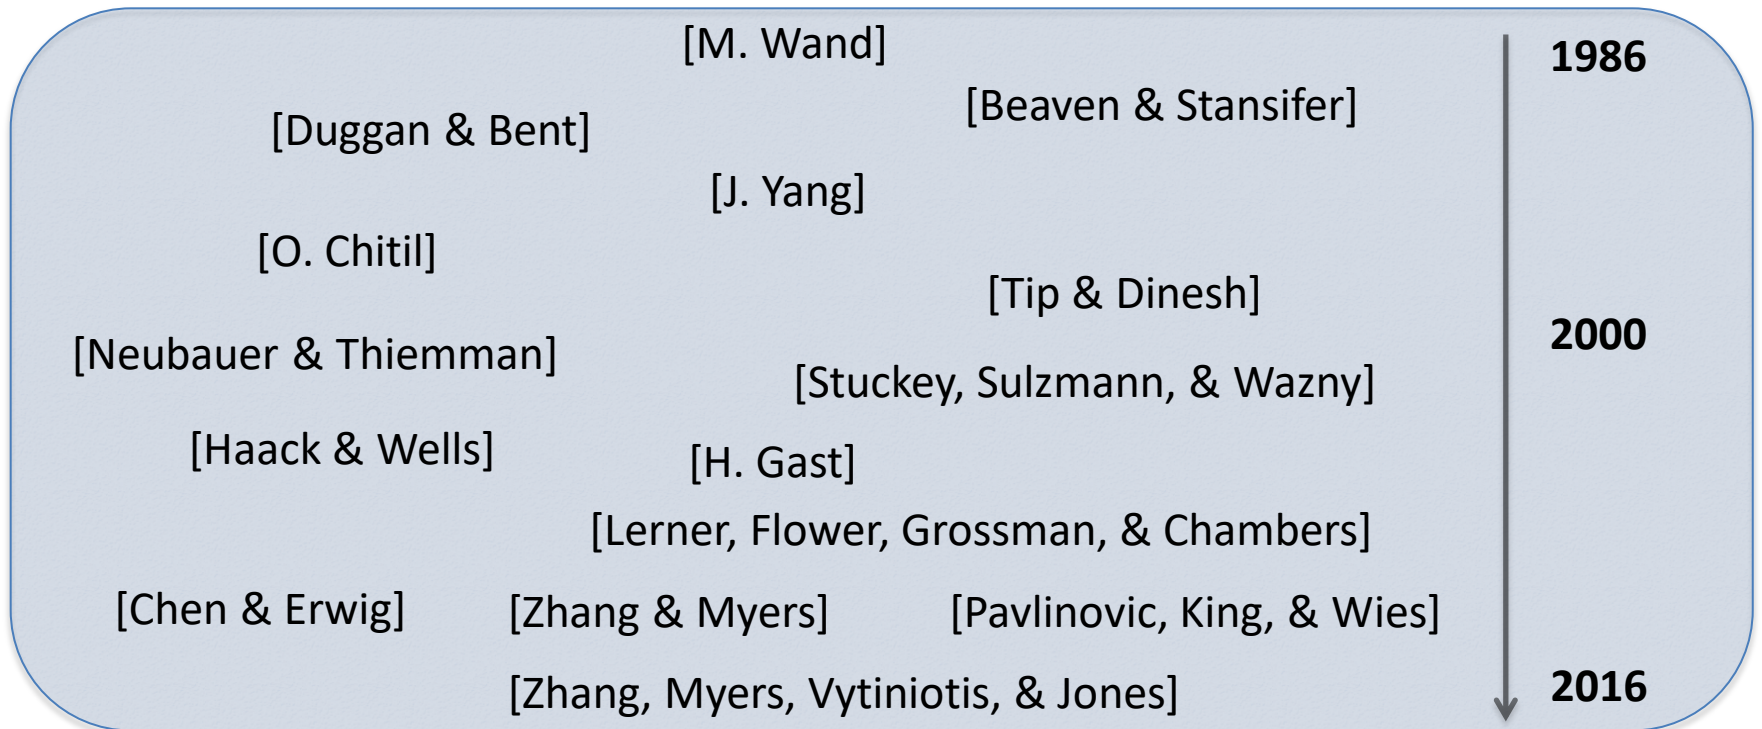 [M. Wand]
1986
[Beaven & Stansifer]
[Duggan & Bent]
[J. Yang]
[O. Chitil]
[Tip & Dinesh]
2000
[Neubauer & Thiemman]
[Stuckey, Sulzmann, & Wazny]
[Haack & Wells]
[H. Gast]
[Lerner, Flower, Grossman, & Chambers]
[Chen & Erwig]
[Zhang & Myers]
[Pavlinovic, King, & Wies]
[Zhang, Myers, Vytiniotis, & Jones]
2016